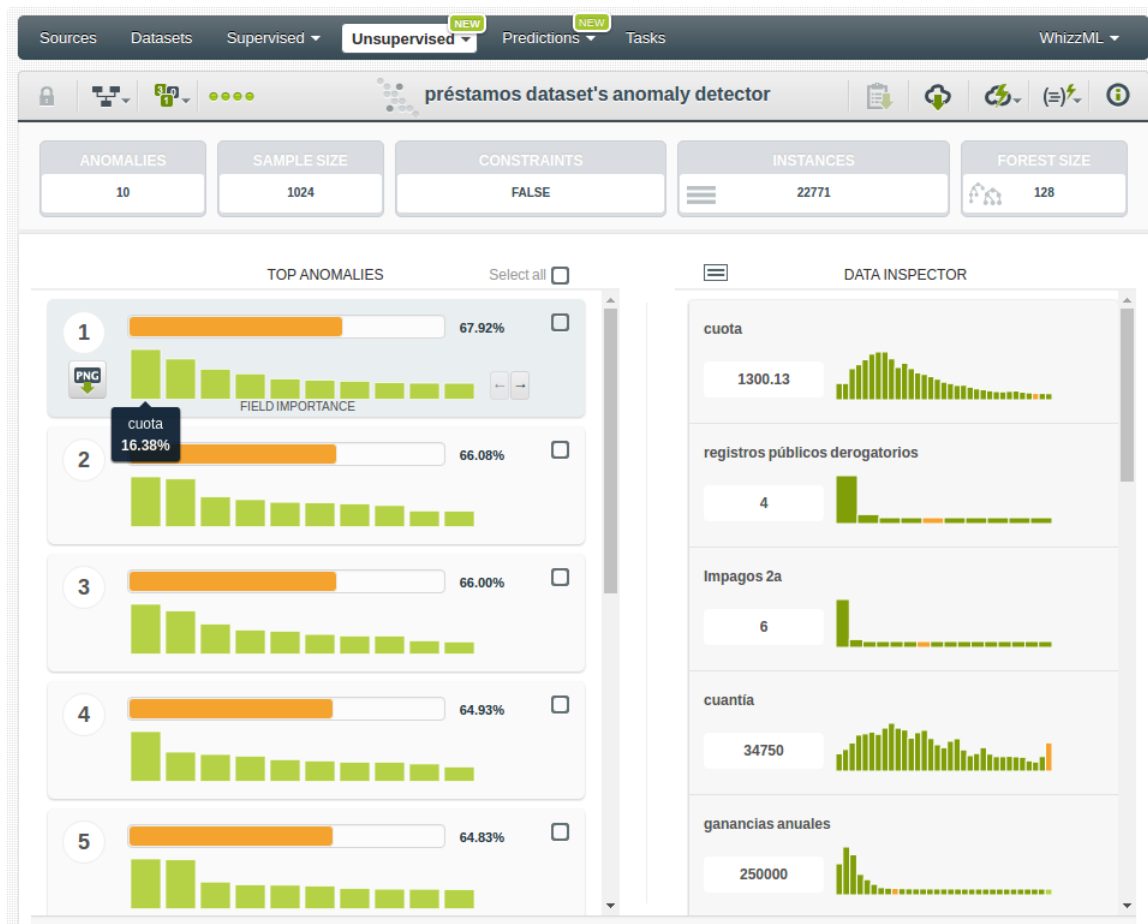 NEW NEW
Sources Datasets Supervised Unsupervised Predictions Tasks WhizzML
préstamos dataset's anomaly detector
ANOMALIES SAMPLE SIZE CONSTRAINTS INSTANCES FOREST SIZE
10 1024 FALSE 22771 128
TOP ANOMALIES Select all DATA INSPECTOR
1 67.92%
PNG
FIELD IMPORTANCE
cuota
16.38%
2 66.08%
3 66.00%
4 64.93%
5 64.83%
cuota
1300.13
registros públicos derogatorios
4
Impagos 2a
6
cuantía
34750
ganancias anuales
250000